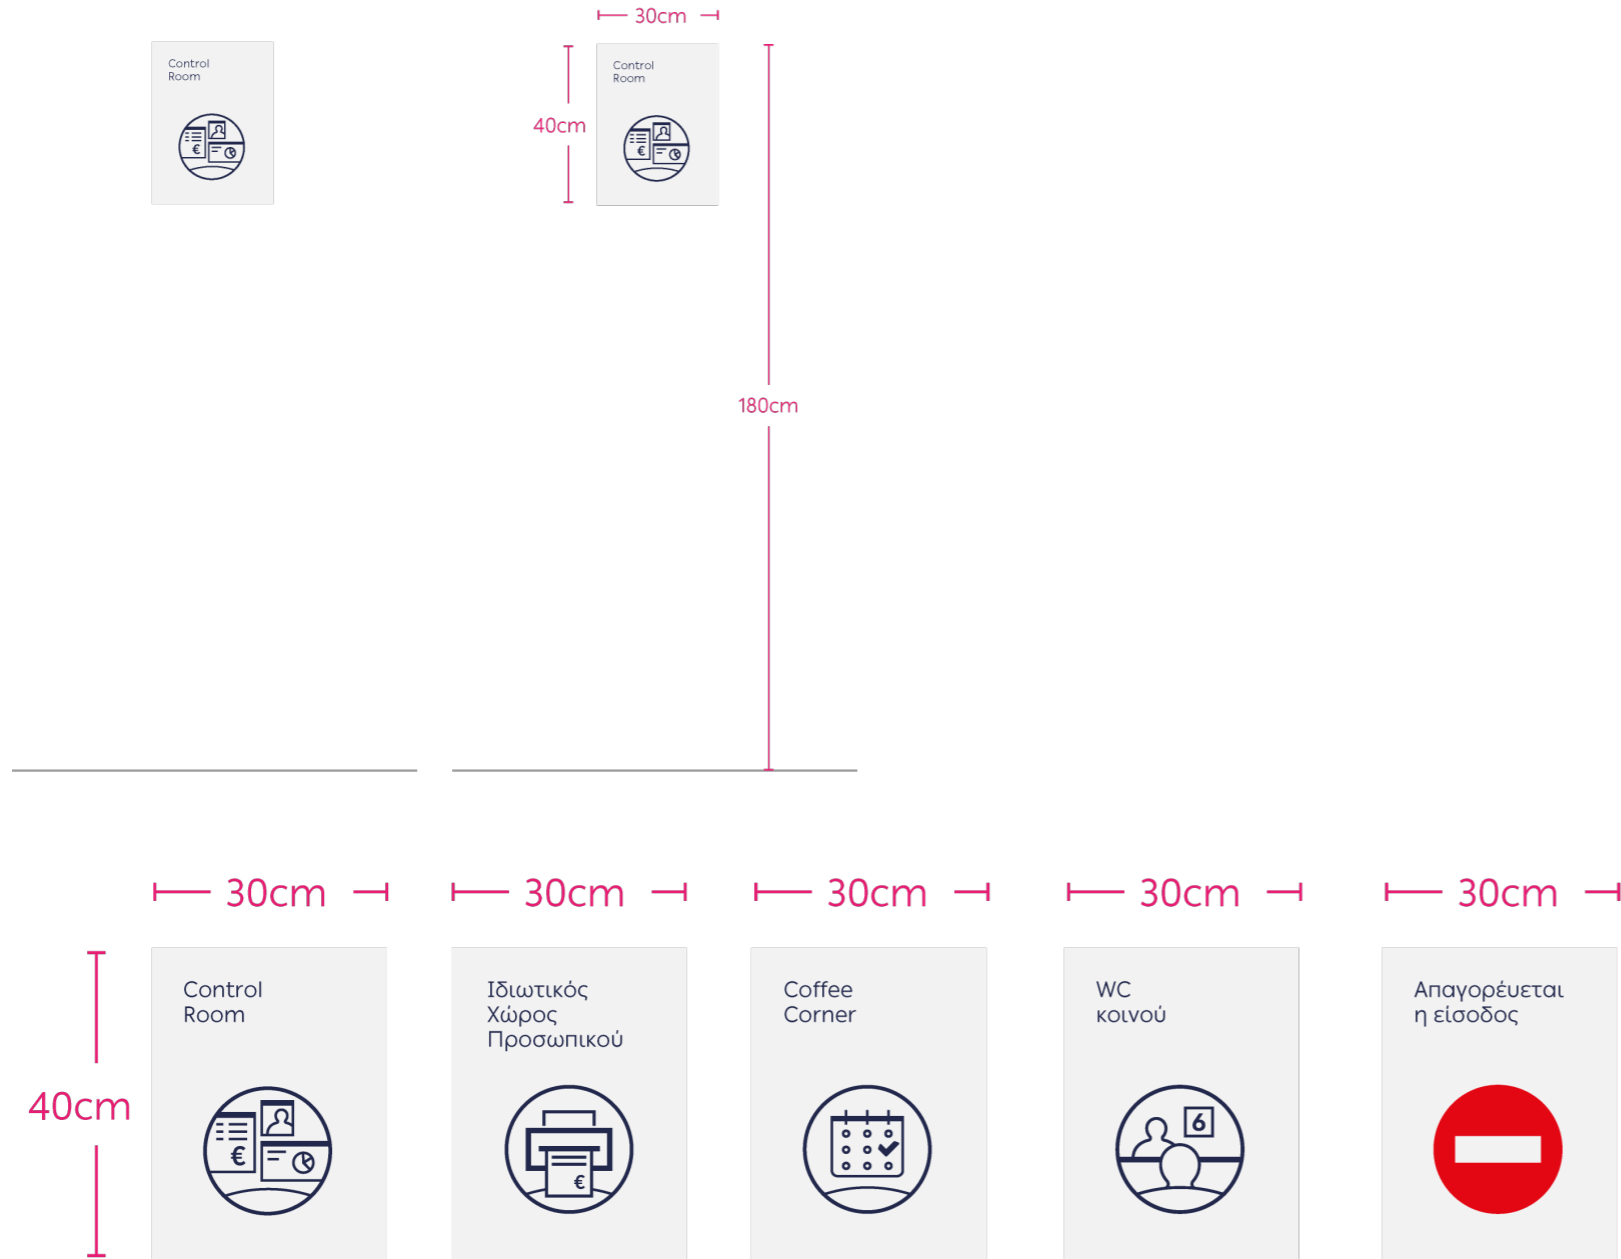 30cm
Control
Room
€
Control
Room
€
40cm
180cm
30cm
30cm
30cm
30cm
30cm
40cm
Control
Room
€
Ιδιωτικός
Χώρος
Προσωπικού
€
Coffee
Corner
WC
κοινού
6
Απαγορέυεται
η είσοδος